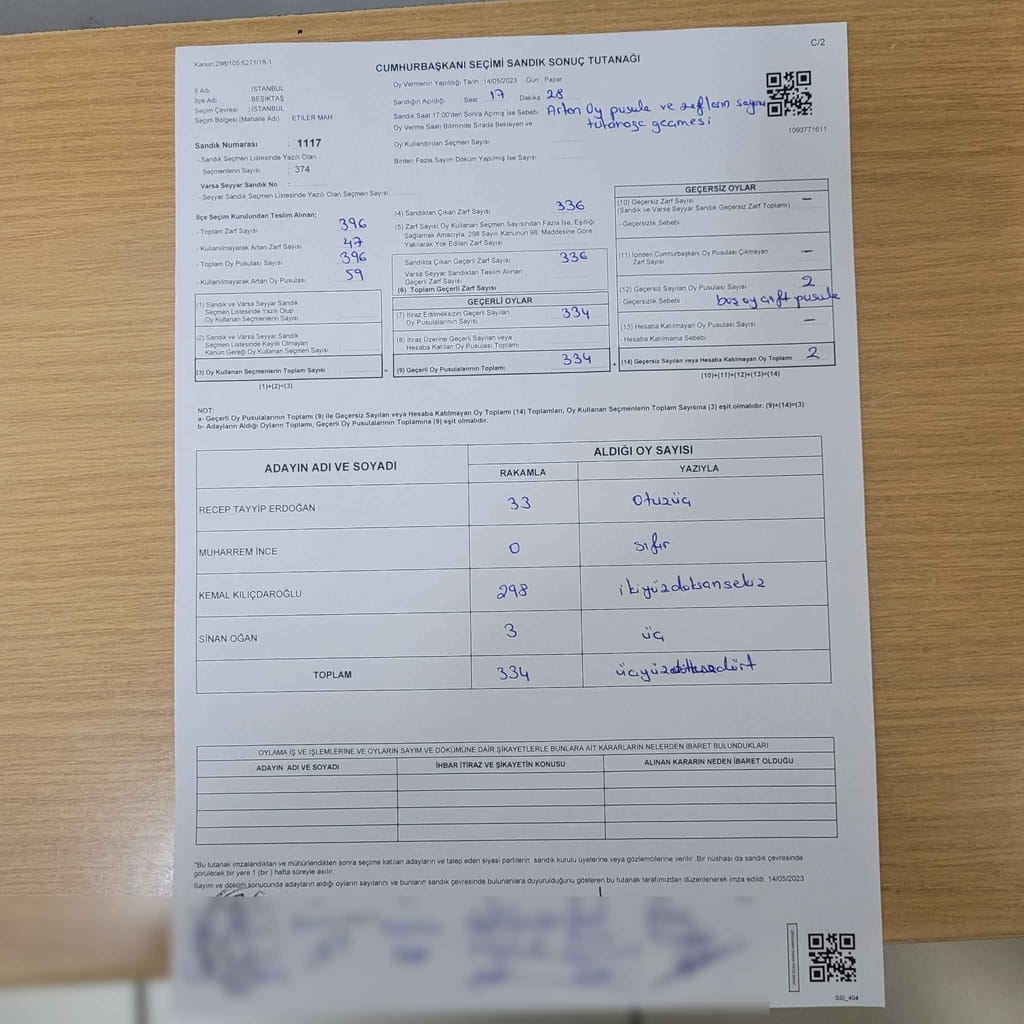 Kanun:298/105.6271/18-1
C/2
CUMHURBAŞKANI SEÇİMİ SANDIK SONUÇ TUTANAĞI
İl Adı : İSTANBUL
İlçe Adı : BEŞİKTAŞ
Seçim Çevresi : İSTANBUL
Seçim Bölgesi (Mahalle Adı) : ETİLER MAH
Oy Vermenin Yapıldığı Tarih :14/05/2023 Gün : Pazar
Sandığın Açıldığı Saat 17 Dakika 28
Sandık Saat 17:00'den Sonra Açılmış İse Sebebi : Artan Oy pusula ve zarfların sayını
Oy Verme Saati Bitiminde Sırada Bekleyen ve tutanağa geçmesi
Oy Kullandırılan Seçmen Sayısı
Birden Fazla Sayım Döküm Yapılmış İse Sayısı
1093771611
Sandık Numarası : 1117
- Sandık Seçmen Listesinde Yazılı Olan
Seçmenlerin Sayısı : 374
Varsa Seyyar Sandık No :
- Seyyar Sandık Seçmen Listesinde Yazılı Olan Seçmen Sayısı:
İlçe Seçim Kurulundan Teslim Alınan;
- Toplam Zarf Sayısı 396
- Kullanılmayarak Artan Zarf Sayısı 47
- Toplam Oy Pusulası Sayısı 396
- Kullanılmayarak Artan Oy Pusulası 59
(1) Sandık ve Varsa Seyyar Sandık
Seçmen Listesinde Yazılı Olup
Oy Kullanan Seçmenlerin Sayısı
(2) Sandık ve Varsa Seyyar Sandık
Seçmen Listesinde Kayıtlı Olmayan
Kanun Gereği Oy Kullanan Seçmen Sayısı
(3) Oy Kullanan Seçmenlerin Toplam Sayısı =
(1)+(2)=(3)
(4) Sandıktan Çıkan Zarf Sayısı 336
(5) Zarf Sayısı Oy Kullanan Seçmen Sayısından Fazla İse, Eşitliği
Sağlamak Amacıyla, 298 Sayılı Kanunun 98. Maddesine Göre
Yakılarak Yok Edilen Zarf Sayısı
Sandıkta Çıkan Geçerli Zarf Sayısı 336
Varsa Seyyar Sandıktan Teslim Alınan
Geçerli Zarf Sayısı
(6) Toplam Geçerli Zarf Sayısı
GEÇERLİ OYLAR
(7) İtiraz Edilmeksizin Geçerli Sayılan
Oy Pusulalarının Sayısı 334
(8) İtiraz Üzerine Geçerli Sayılan veya
Hesaba Katılan Oy Pusulası Toplamı
(9) Geçerli Oy Pusulalarının Toplamı 334 +
GEÇERSİZ OYLAR
(10) Geçersiz Zarf Sayısı —
(Sandık ve Varsa Seyyar Sandık Geçersiz Zarf Toplamı)
- Geçersizlik Sebebi
(11) İçinden Cumhurbaşkanı Oy Pusulası Çıkmayan —
Zarf Sayısı
(12) Geçersiz Sayılan Oy Pusulası Sayısı 2
- Geçersizlik Sebebi boş oy çift pusula
(13) Hesaba Katılmayan Oy Pusulası Sayısı —
- Hesaba Katılmama Sebebi
(14) Geçersiz Sayılan veya Hesaba Katılmayan Oy Toplamı 2
(10)+(11)+(12)+(13)=(14)
NOT:
a- Geçerli Oy Pusulalarının Toplamı (9) ile Geçersiz Sayılan veya Hesaba Katılmayan Oy Toplamı (14) Toplamları, Oy Kullanan Seçmenlerin Toplam Sayısına (3) eşit olmalıdır. (9)+(14)=(3)
b- Adayların Aldığı Oyların Toplamı, Geçerli Oy Pusulalarının Toplamına (9) eşit olmalıdır.
ADAYIN ADI VE SOYADI
ALDIĞI OY SAYISI
RAKAMLA YAZIYLA
RECEP TAYYİP ERDOĞAN 33 Otuzüç
MUHARREM İNCE 0 sıfır
KEMAL KILIÇDAROĞLU 298 ikiyüzdoksansekiz
SİNAN OĞAN 3 üç
TOPLAM 334
OYLAMA İŞ VE İŞLEMLERİNE VE OYLARIN SAYIM VE DÖKÜMÜNE DAİR ŞİKAYETLERLE BUNLARA AİT KARARLARIN NELERDEN İBARET BULUNDUKLARI
ADAYIN ADI VE SOYADI İHBAR İTİRAZ VE ŞİKAYETİN KONUSU ALINAN KARARIN NEDEN İBARET OLDUĞU
*Bu tutanak imzalandıktan ve mühürlendikten sonra seçime katılan adayların ve talep eden siyasi partilerin sandık kurulu üyelerine veya gözlemcilerine verilir. Bir nüshası da sandık çevresinde
görülecek bir yere 1 (bir) hafta süreyle asılır.
Sayım ve döküm sonucunda adayların aldığı oyların sayılarını ve bunların sandık çevresinde bulunanlara duyurulduğunu gösteren bu tutanak tarafımızdan düzenlenerek imza edildi. 14/05/2023
SSI_404